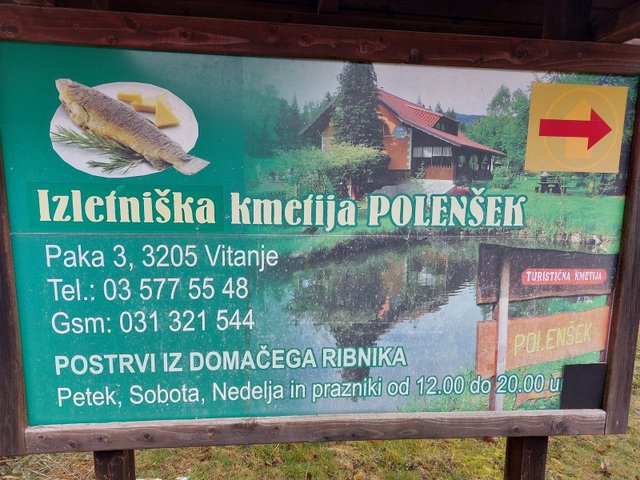 Izletniška kmetija POLENŠEK
Paka 3, 3205 Vitanje
Tel.: 03 577 55 48
Gsm: 031 321 544
TURISTIČNA KMETIJA
POLENŠEK
POSTRVI IZ DOMAČEGA RIBNIKA
Petek, Sobota, Nedelja in prazniki od 12.00 do 20.00 u